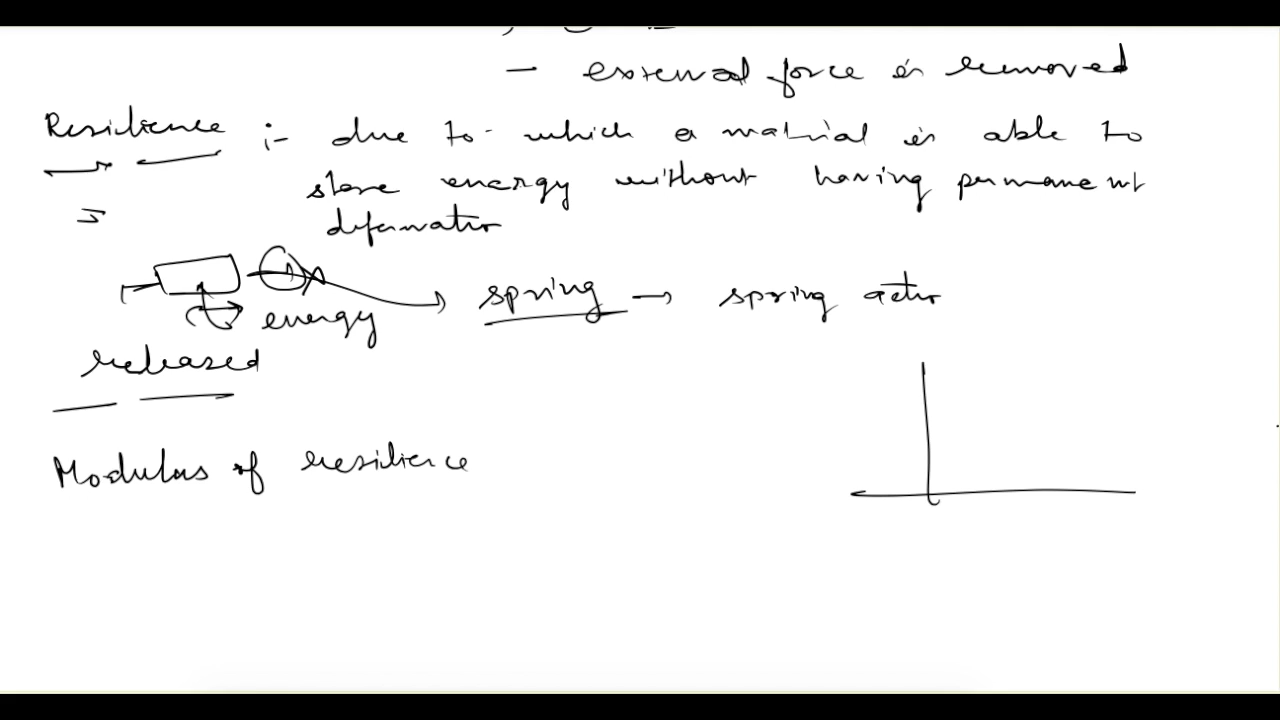 - external force is removed
Resilience :- due to which a material is able to
store energy without having permanent
deformation
spring → spring action
energy
released
Modulus of resilience